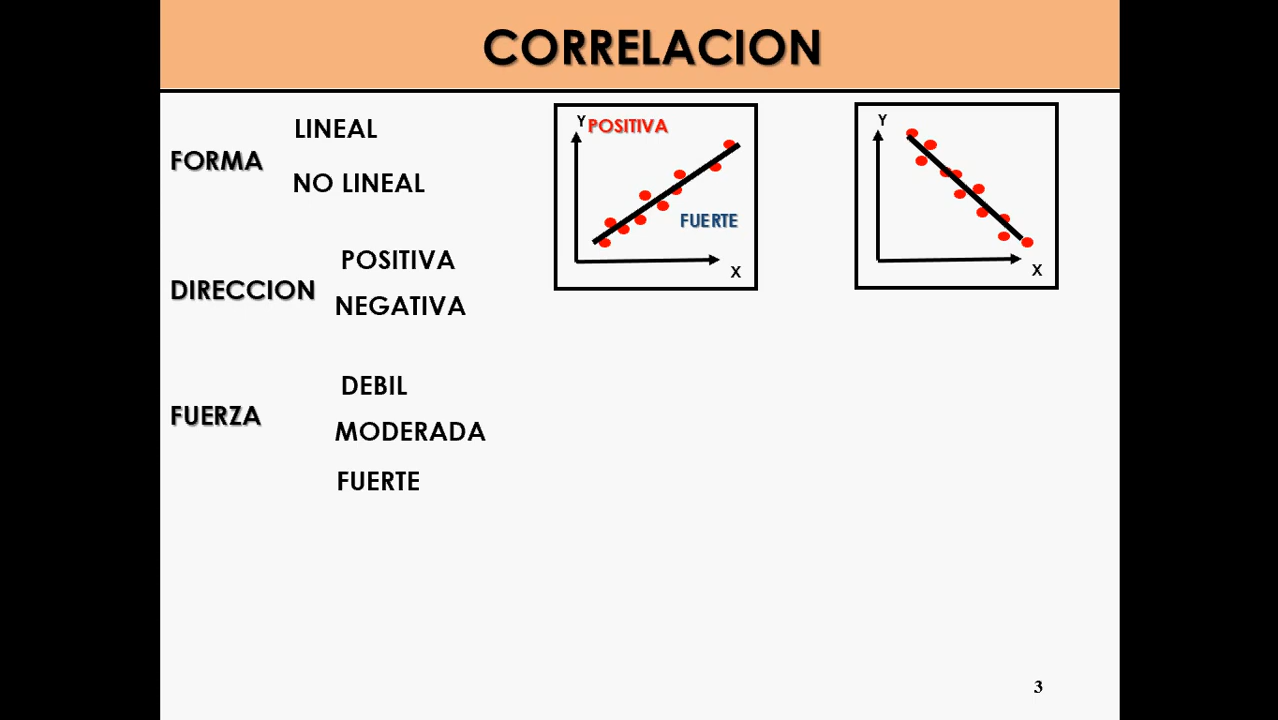 CORRELACION
FORMA
LINEAL
NO LINEAL
DIRECCION
POSITIVA
NEGATIVA
FUERZA
DEBIL
MODERADA
FUERTE
Y
POSITIVA
FUERTE
X
Y
X
3